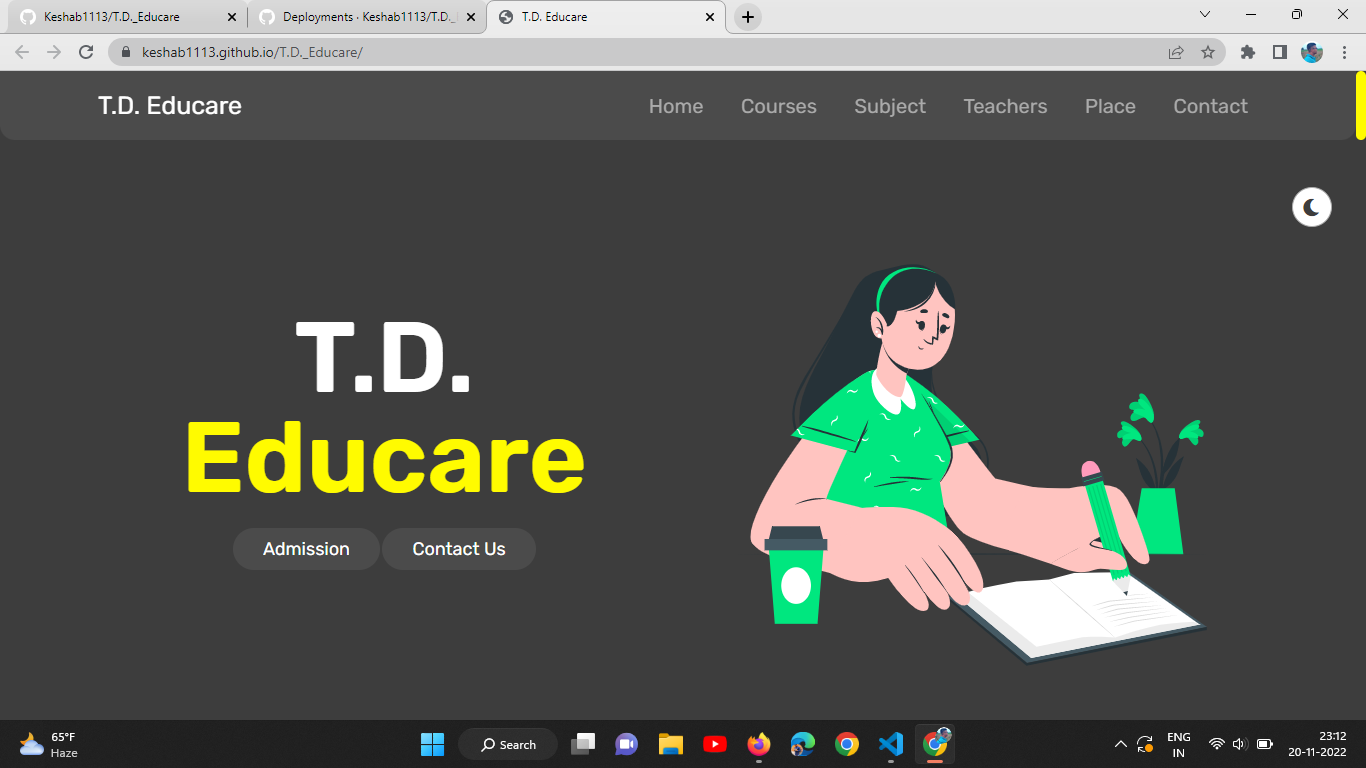 Keshab1113/T.D._Educare
Deployments · Keshab1113/T.D._
T.D. Educare
keshab1113.github.io/T.D._Educare/
T.D. Educare
Home Courses Subject Teachers Place Contact
T.D.
Educare
Admission Contact Us
65°F
Haze
Search
ENG
IN
23:12
20-11-2022